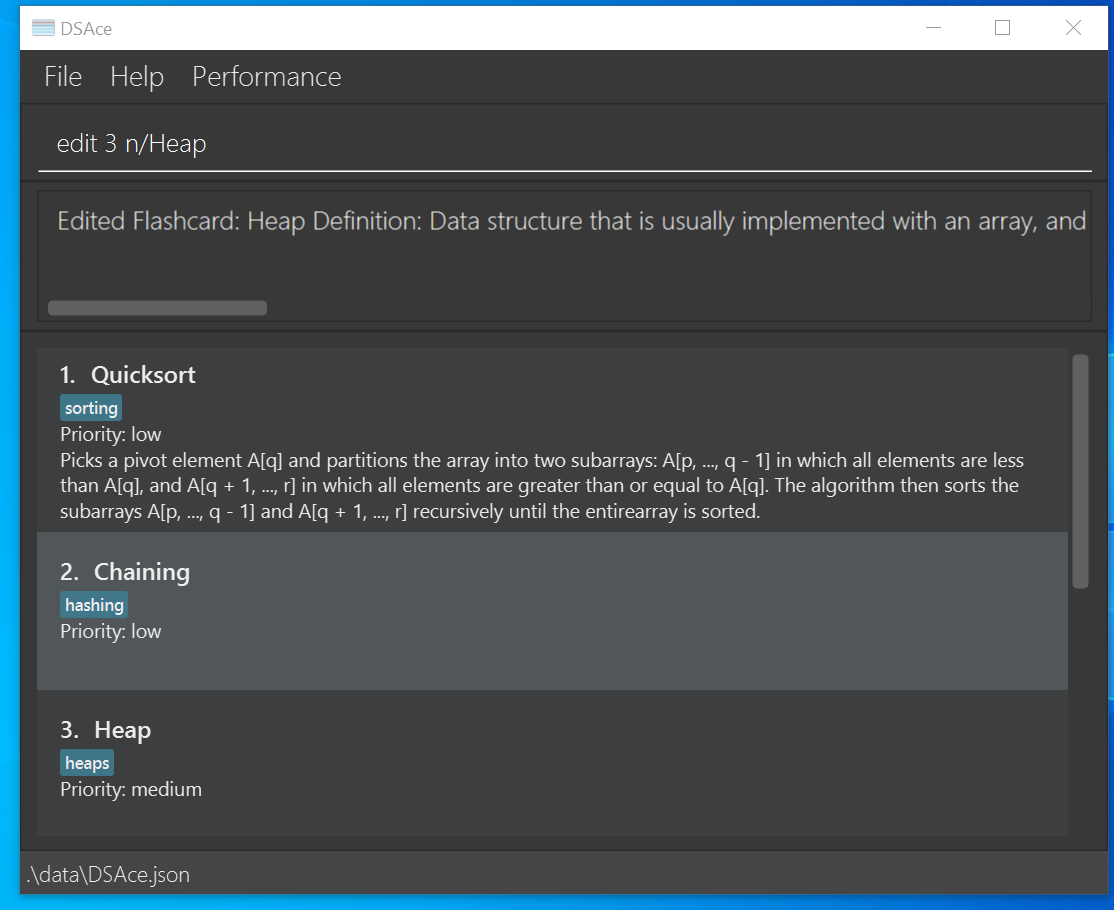 DSAce
File Help Performance
edit 3 n/Heap
Edited Flashcard: Heap Definition: Data structure that is usually implemented with an array, and
1. Quicksort
sorting
Priority: low
Picks a pivot element A[q] and partitions the array into two subarrays: A[p, ..., q - 1] in which all elements are less
than A[q], and A[q + 1, ..., r] in which all elements are greater than or equal to A[q]. The algorithm then sorts the
subarrays A[p, ..., q - 1] and A[q + 1, ..., r] recursively until the entirearray is sorted.
2. Chaining
hashing
Priority: low
3. Heap
heaps
Priority: medium
.\data\DSAce.json